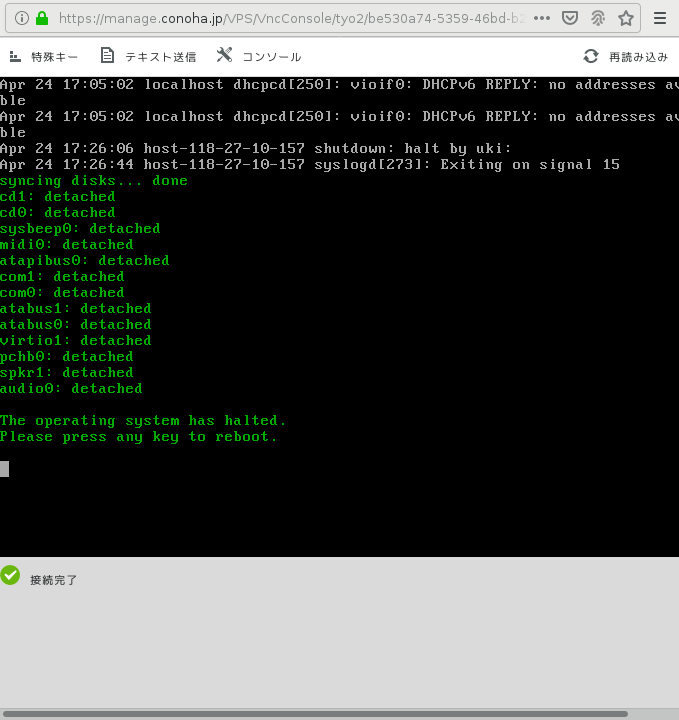 https://manage.conoha.jp/VPS/VncConsole/tyo2/be530a74-5359-46bd-b2
特殊キー テキスト送信 コンソール 再読み込み
Apr 24 17:05:02 localhost dhcpcd[250]: vioif0: DHCPv6 REPLY: no addresses av
ble
Apr 24 17:05:02 localhost dhcpcd[250]: vioif0: DHCPv6 REPLY: no addresses av
ble
Apr 24 17:26:06 host-118-27-10-157 shutdown: halt by uki:
Apr 24 17:26:44 host-118-27-10-157 syslogd[273]: Exiting on signal 15
syncing disks... done
cd1: detached
cd0: detached
sysbeep0: detached
midi0: detached
atapibus0: detached
com1: detached
com0: detached
atabus1: detached
atabus0: detached
virtio1: detached
pchb0: detached
spkr1: detached
audio0: detached
The operating system has halted.
Please press any key to reboot.
接続完了